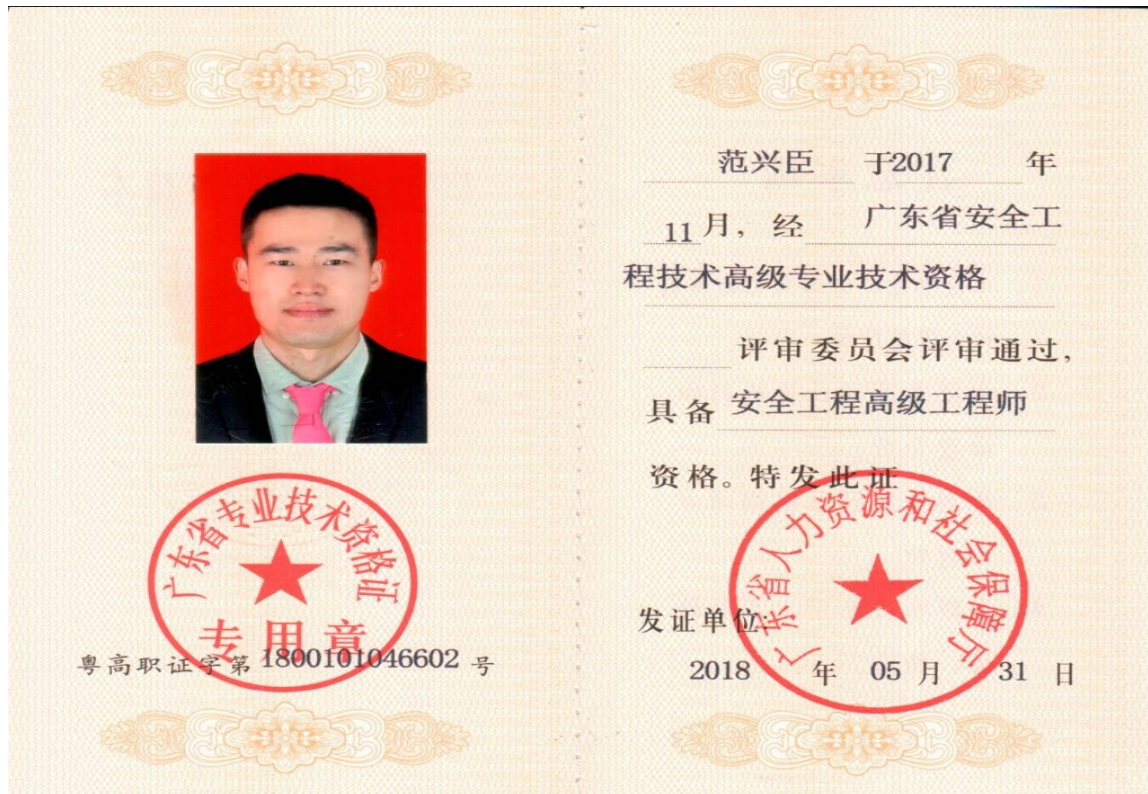 广东省专业技术资格证
专用章
粤高职证字第 1800101046602 号
范兴臣 于2017 年
11月，经 广东省安全工
程技术高级专业技术资格
评审委员会评审通过，
具备 安全工程高级工程师
资格。特发此证
广东省人力资源和社会保障厅
发证单位：
2018 年 05 月 31 日